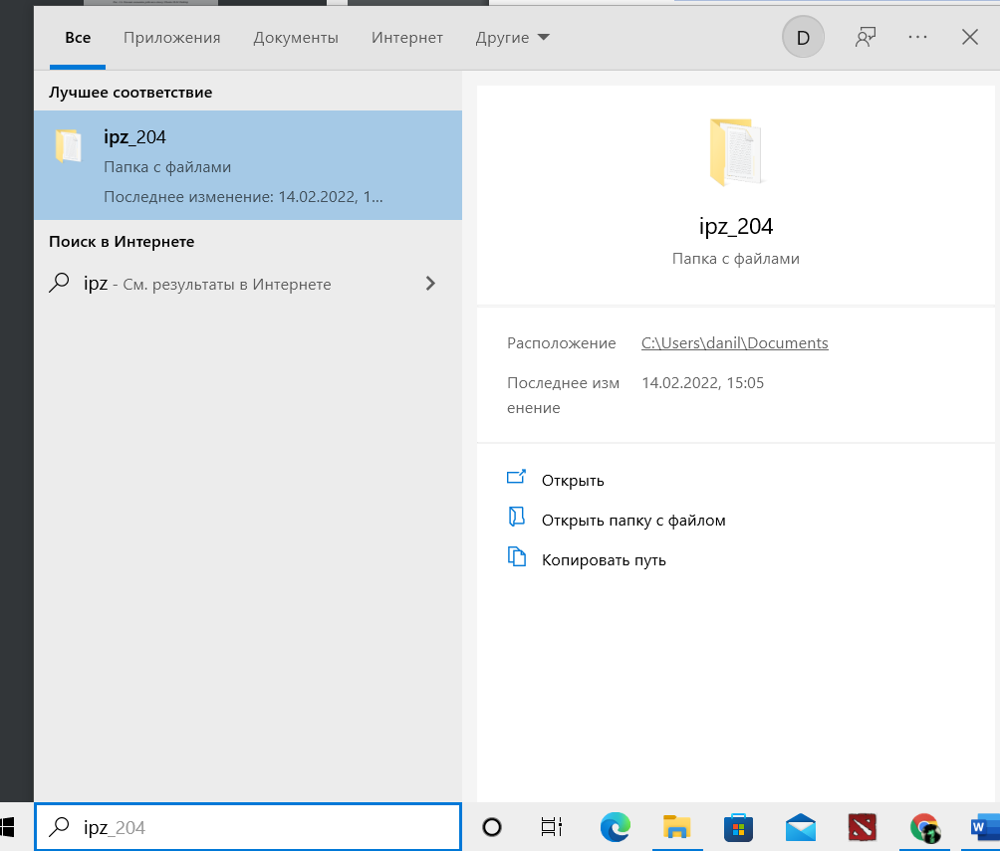 Все Приложения Документы Интернет Другие D ...
Лучшее соответствие
ipz_204
Папка с файлами
Последнее изменение: 14.02.2022, 1...
Поиск в Интернете
ipz - См. результаты в Интернете
ipz_204
Папка с файлами
Расположение C:\Users\danil\Documents
Последнее изм 14.02.2022, 15:05
енение
Открыть
Открыть папку с файлом
Копировать путь
ipz_204
W